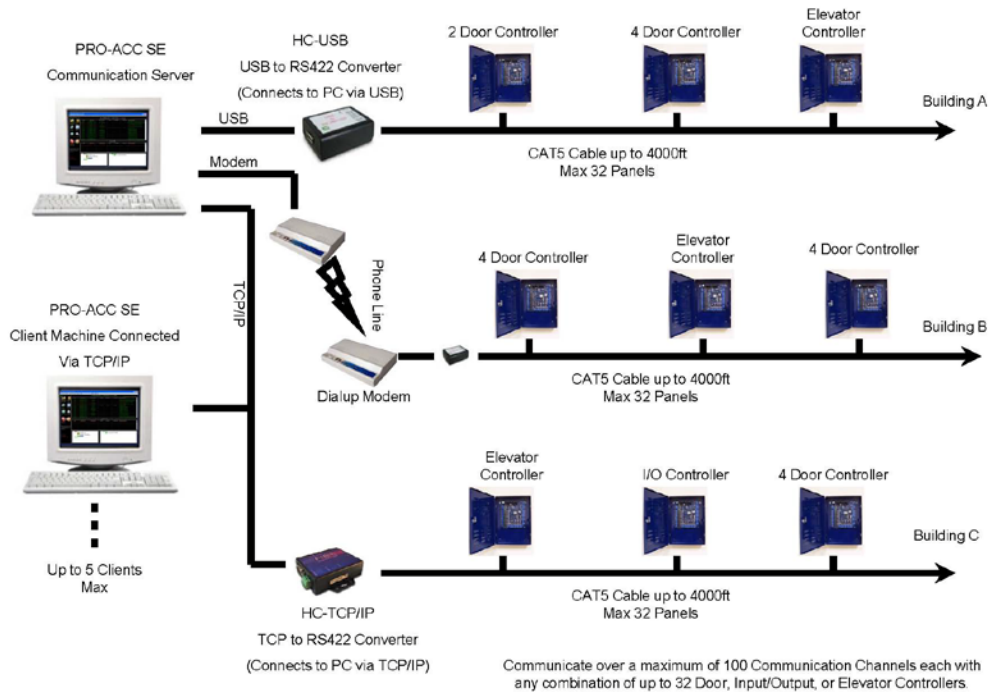 PRO-ACC SE
Communication Server
HC-USB
USB to RS422 Converter
(Connects to PC via USB)
USB
Modem
TCP/IP
Phone Line
2 Door Controller
4 Door Controller
Elevator
Controller
Building A
CAT5 Cable up to 4000ft
Max 32 Panels
PRO-ACC SE
Client Machine Connected
Via TCP/IP
Up to 5 Clients
Max
Dialup Modem
4 Door Controller
Elevator
Controller
4 Door Controller
Building B
CAT5 Cable up to 4000ft
Max 32 Panels
Elevator
Controller
I/O Controller
4 Door Controller
Building C
CAT5 Cable up to 4000ft
Max 32 Panels
HC-TCP/IP
TCP to RS422 Converter
(Connects to PC via TCP/IP)
Communicate over a maximum of 100 Communication Channels each with
any combination of up to 32 Door, Input/Output, or Elevator Controllers.